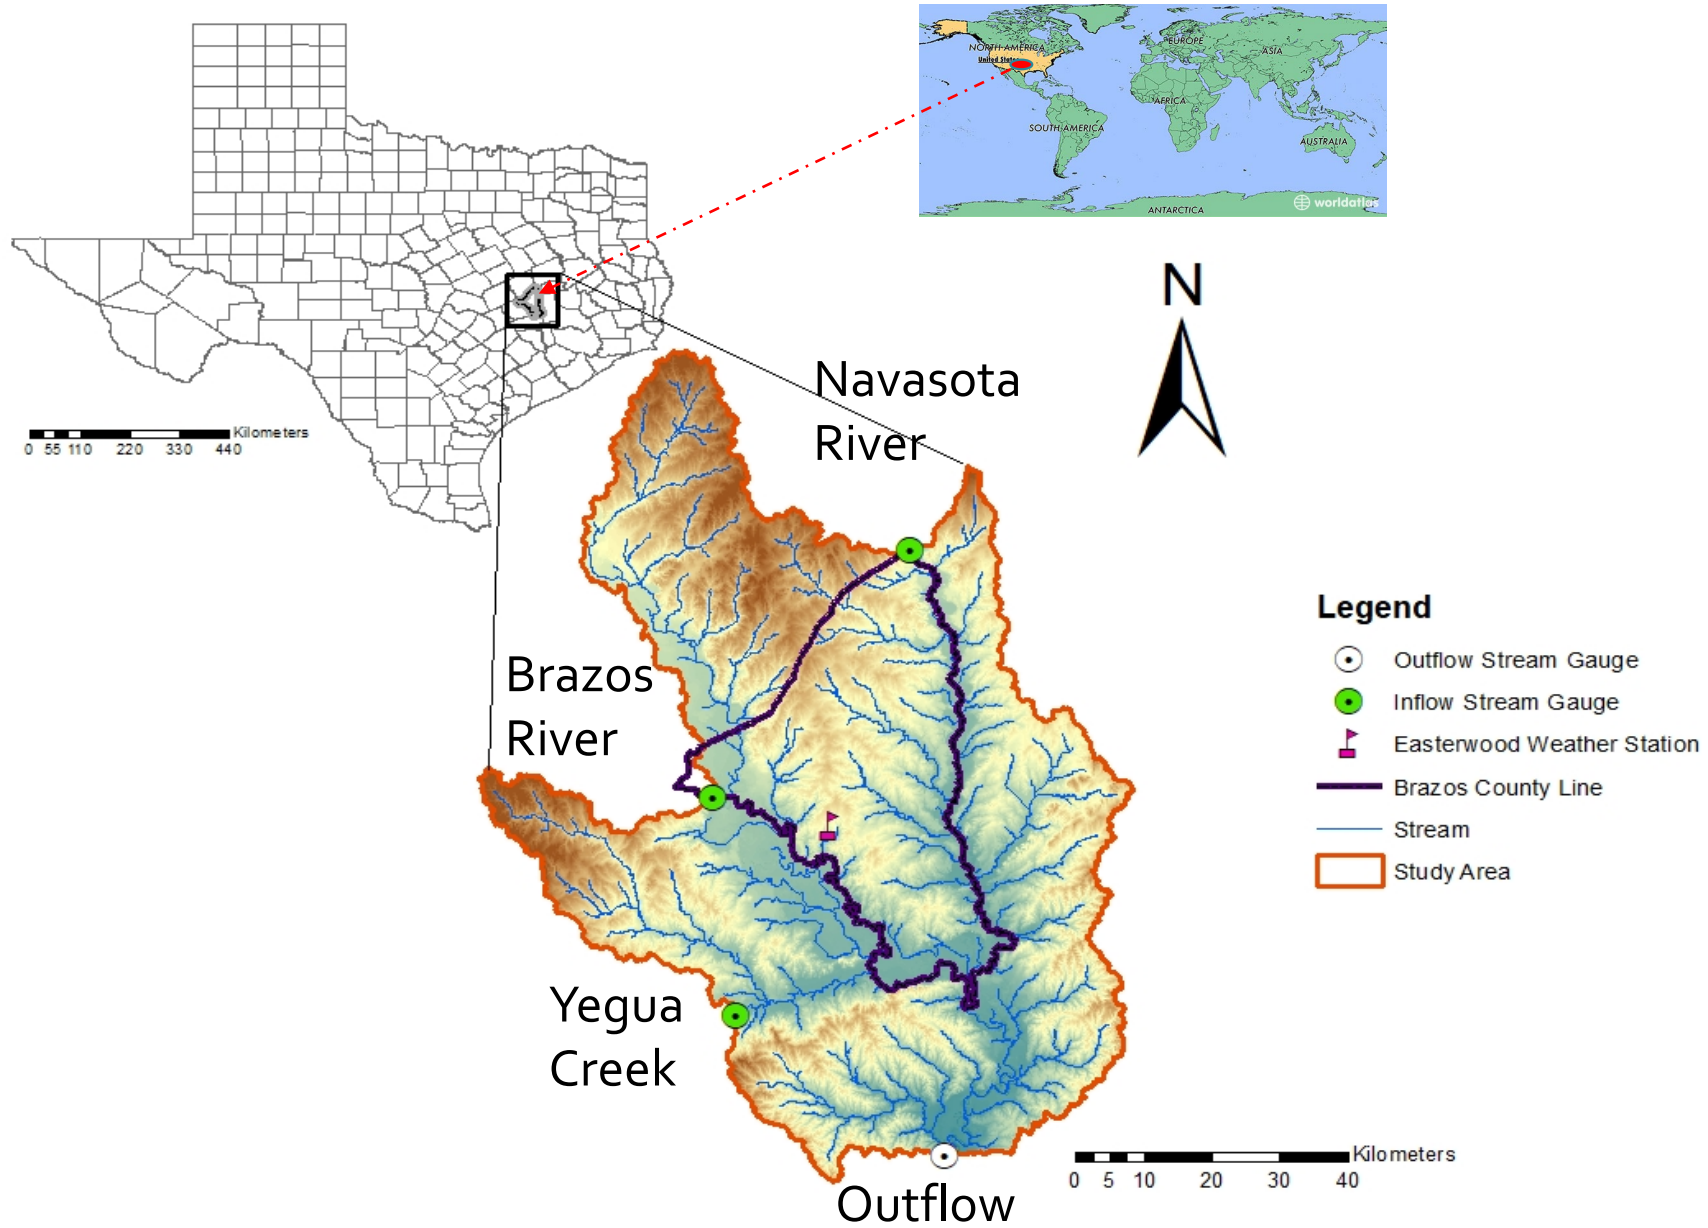 NORTH AMERICA
United States
EUROPE
ASIA
AFRICA
SOUTH AMERICA
AUSTRALIA
ANTARCTICA
worldatlas
N
Kilometers
0 55 110 220 330 440
Navasota
River
Brazos
River
Yegua
Creek
Outflow
Legend
Outflow Stream Gauge
Inflow Stream Gauge
Easterwood Weather Station
Brazos County Line
Stream
Study Area
Kilometers
0 5 10 20 30 40